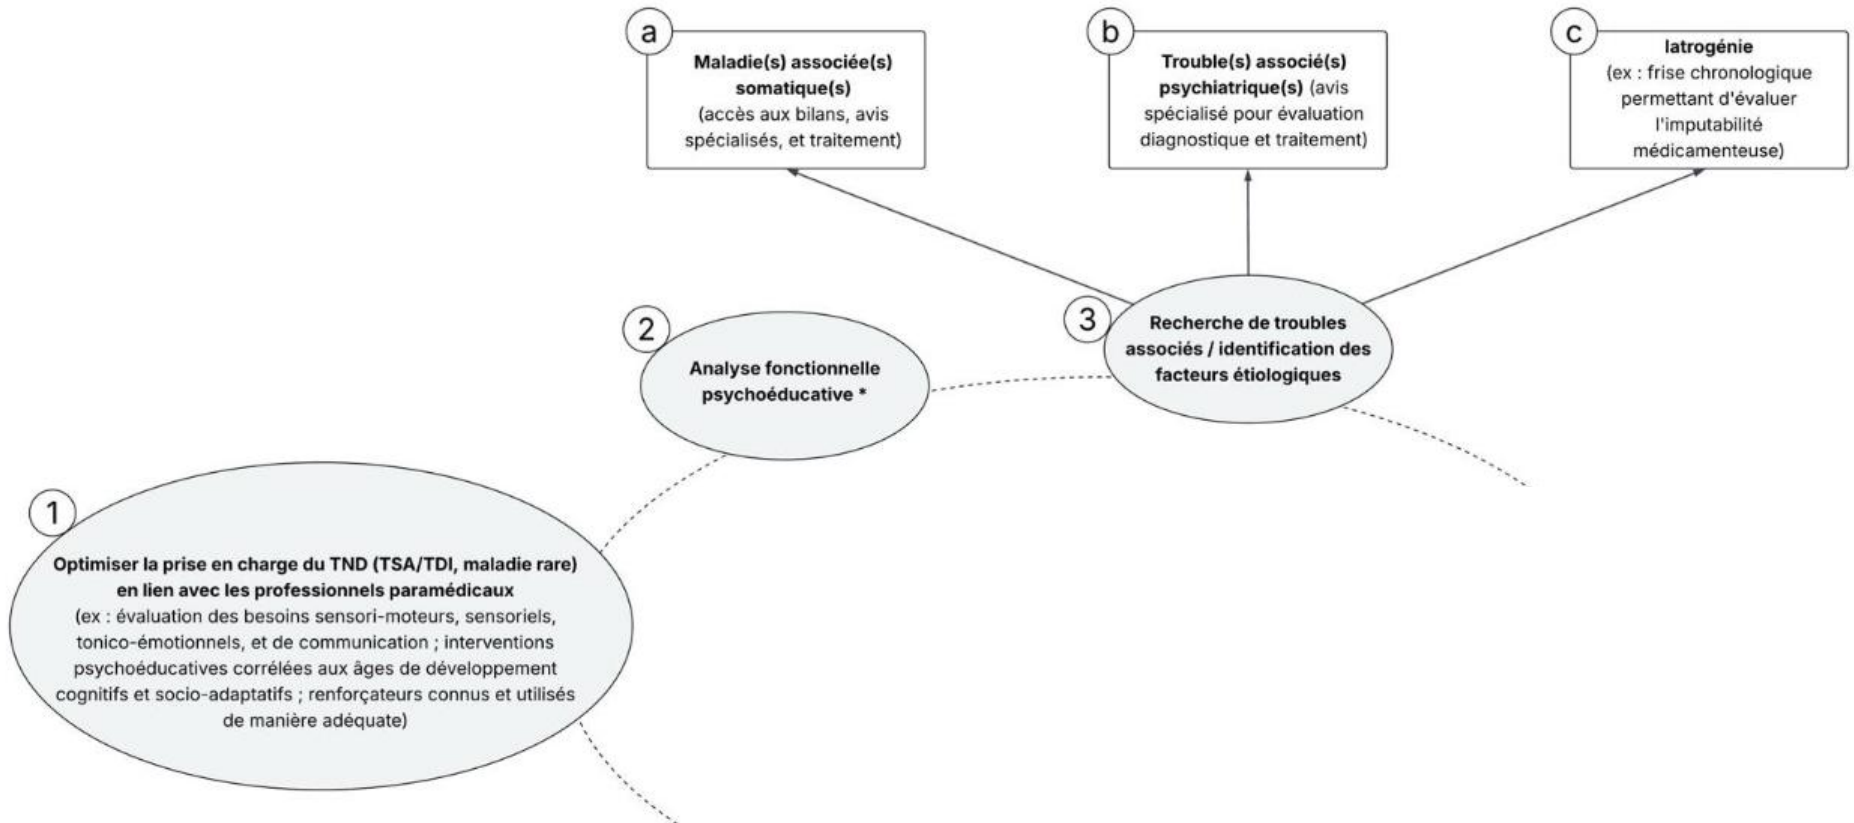 a
Maladie(s) associée(s)
somatique(s)
(accès aux bilans, avis
spécialisés, et traitement)
b
Trouble(s) associé(s)
psychiatrique(s) (avis
spécialisé pour évaluation
diagnostique et traitement)
c
Iatrogénie
(ex : frise chronologique
permettant d'évaluer
l'imputabilité
médicamenteuse)
2
Analyse fonctionnelle
psychoéducative *
3
Recherche de troubles
associés / identification des
facteurs étiologiques
1
Optimiser la prise en charge du TND (TSA/TDI, maladie rare)
en lien avec les professionnels paramédicaux
(ex : évaluation des besoins sensori-moteurs, sensoriels,
tonico-émotionnels, et de communication ; interventions
psychoéducatives corrélées aux âges de développement
cognitifs et socio-adaptatifs ; renforçateurs connus et utilisés
de manière adéquate)